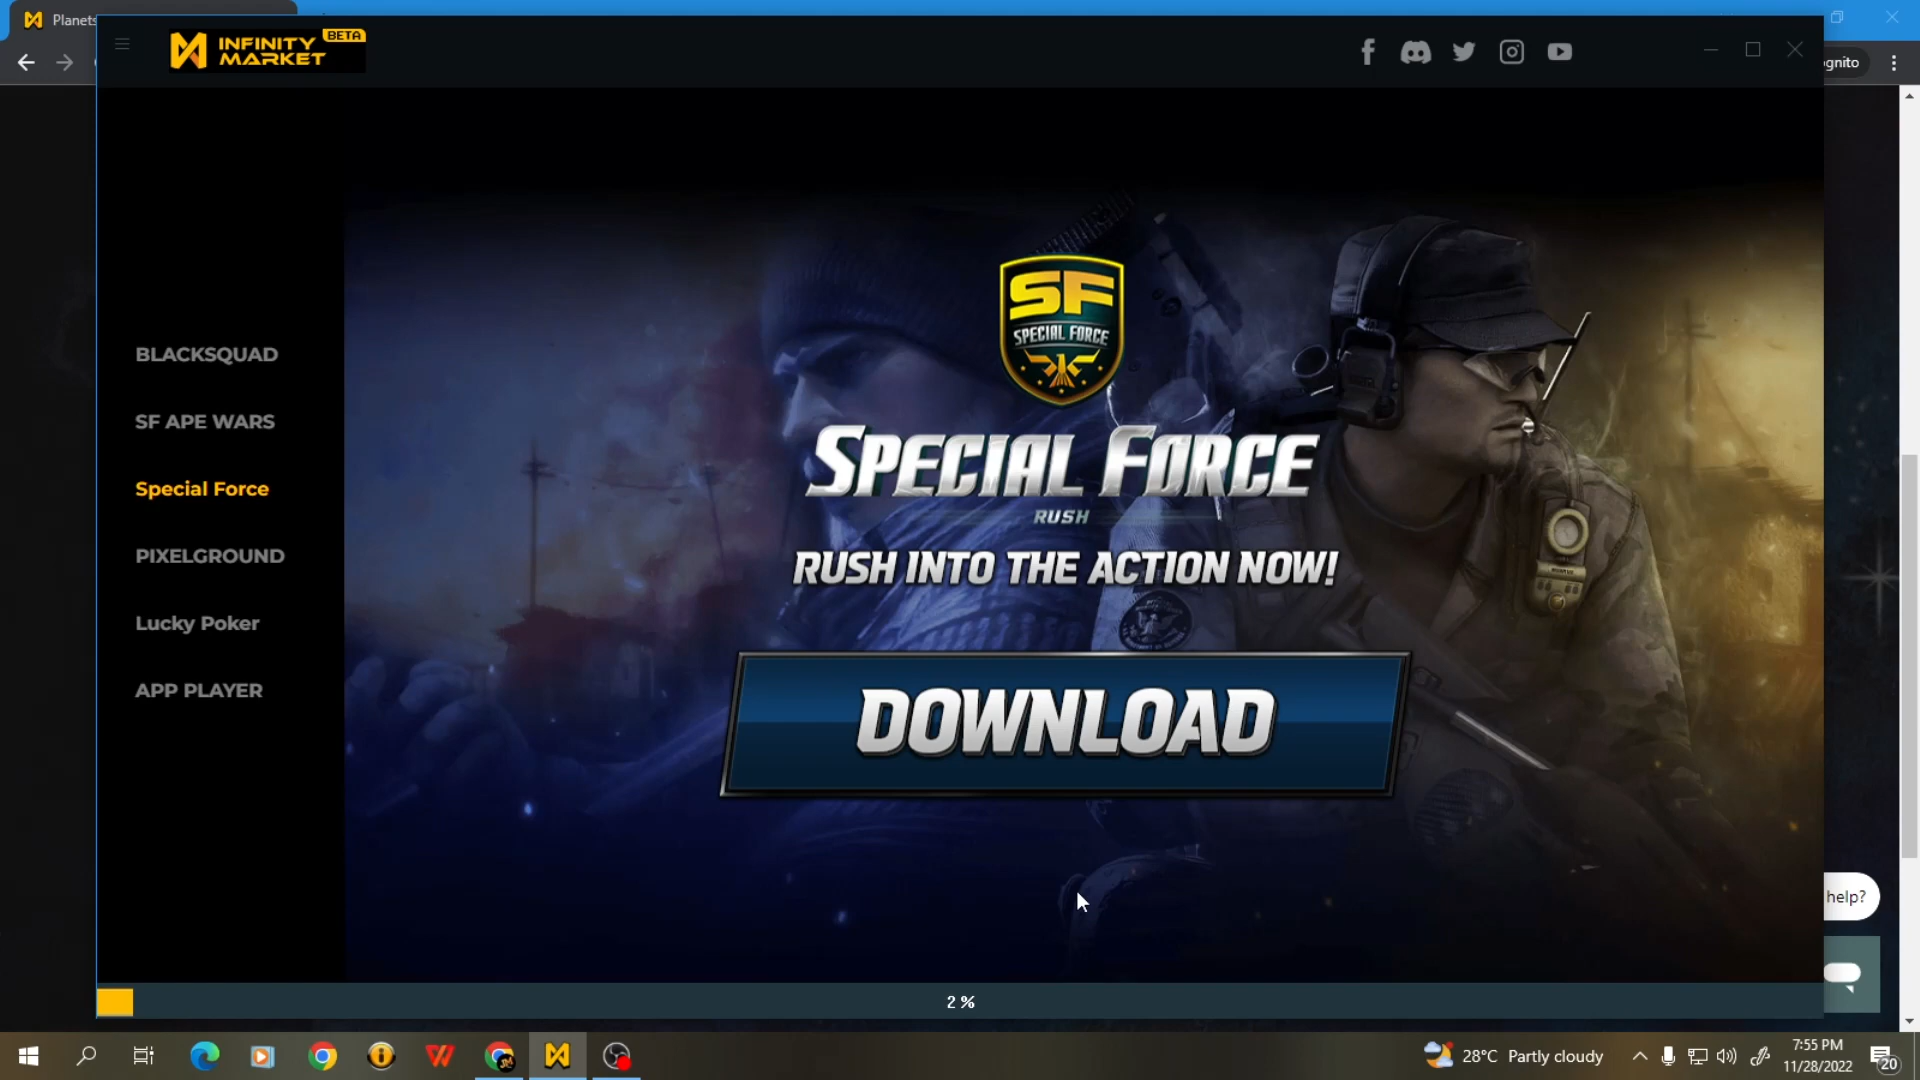 Planets
INFINITY MARKET BETA
gnito
BLACKSQUAD
SF APE WARS
Special Force
PIXELGROUND
Lucky Poker
APP PLAYER
SF
SPECIAL FORCE
SPECIAL FORCE
RUSH
RUSH INTO THE ACTION NOW!
DOWNLOAD
help?
2 %
28°C Partly cloudy
7:55 PM
11/28/2022
20